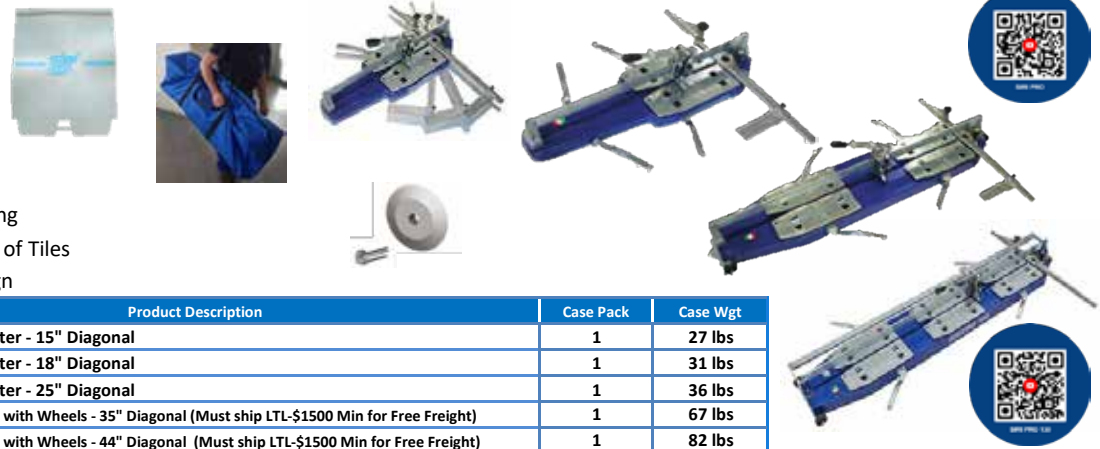 ng
of Tiles
gn
Product Description Case Pack Case Wgt
ter - 15" Diagonal 1 27 lbs
ter - 18" Diagonal 1 31 lbs
ter - 25" Diagonal 1 36 lbs
with Wheels - 35" Diagonal (Must ship LTL-$1500 Min for Free Freight) 1 67 lbs
with Wheels - 44" Diagonal (Must ship LTL-$1500 Min for Free Freight) 1 82 lbs